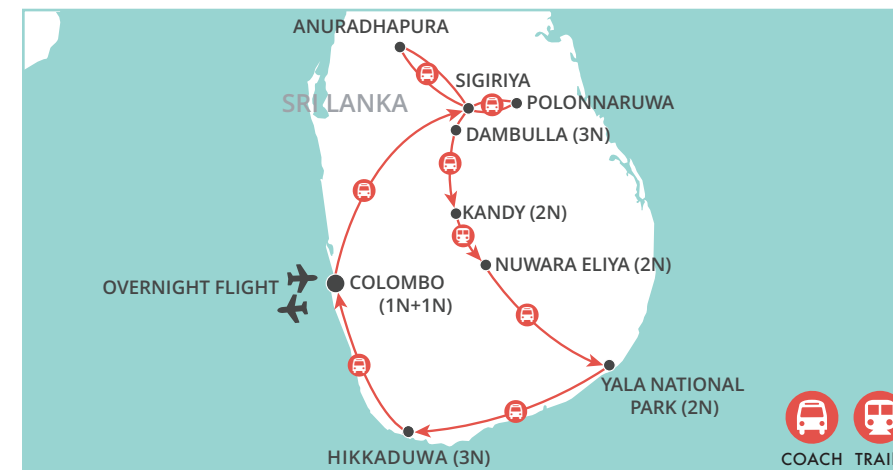 ANURADHAPURA
SIGIRIYA
SRI LANKA
POLONNARUWA
DAMBULLA (3N)
KANDY (2N)
NUWARA ELIYA (2N)
OVERNIGHT FLIGHT
COLOMBO
(1N+1N)
YALA NATIONAL
PARK (2N)
HIKKADUWA (3N)
COACH
TRAI